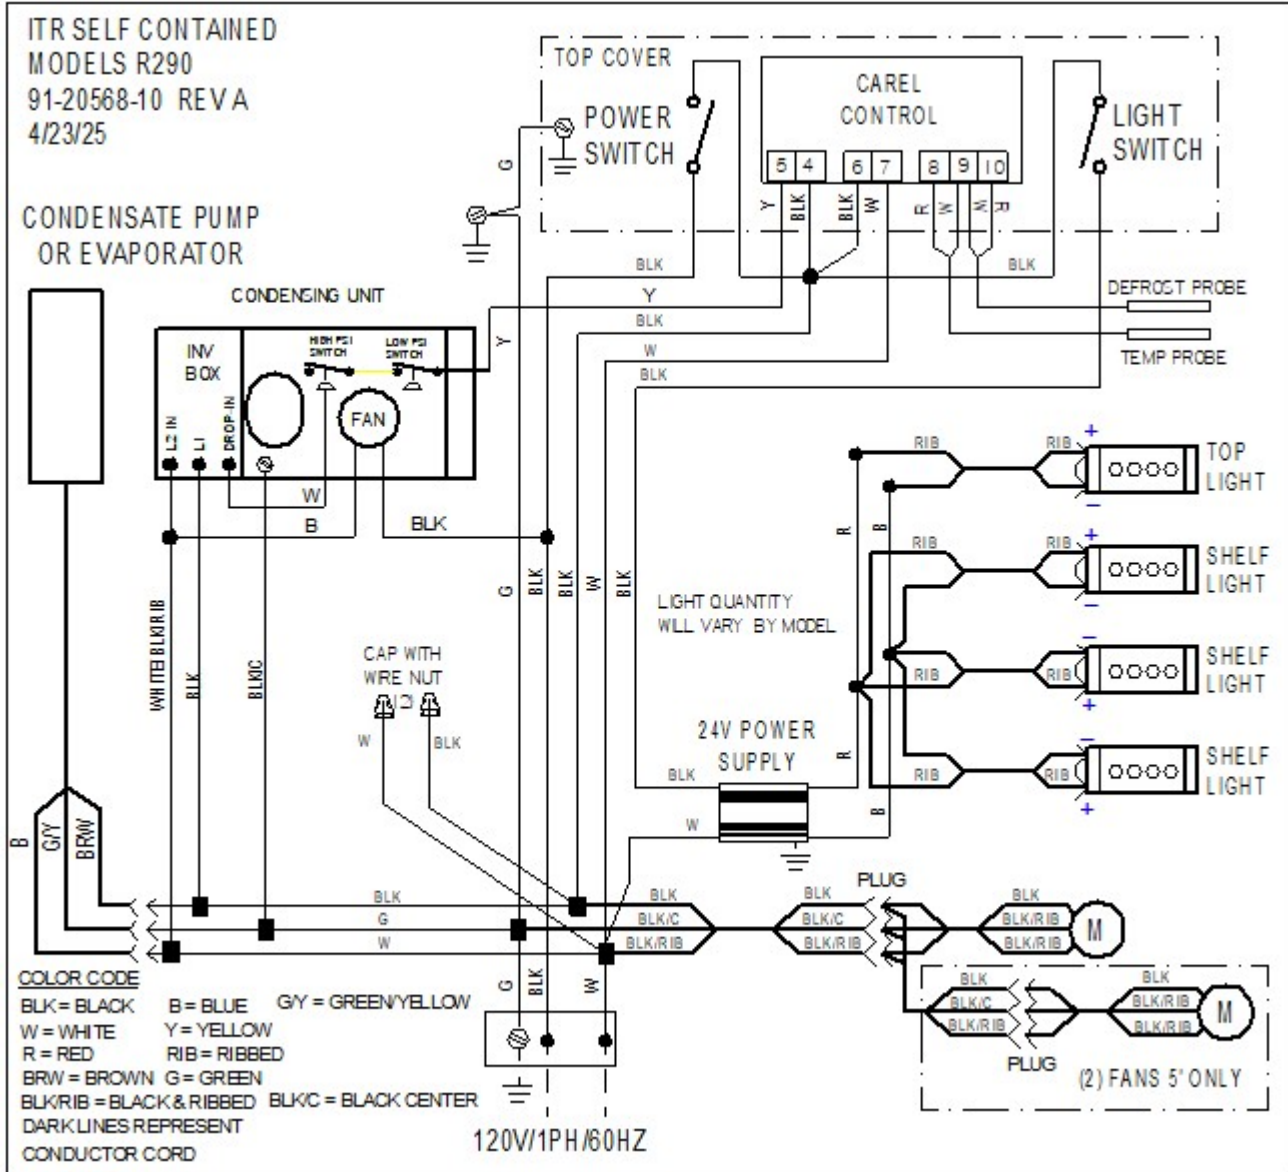 ITR SELF CONTAINED
MODELS R290
91-20568-10 REV A
4/23/25
TOP COVER
POWER
SWITCH
CAREL
CONTROL
LIGHT
SWITCH
5 4 6 7 8 9 10
G
Y
BLK
BLK
W
R
W
W
R
CONDENSATE PUMP
OR EVAPORATOR
BLK
BLK
CONDENSING UNIT
Y
DEFROST PROBE
BLK
Y
INV
BOX
HIGH PSI
SWITCH
LOW PSI
SWITCH
W
TEMP PROBE
BLK
FAN
L2 IN
L1
DROP-IN
RIB
RIB
+
TOP
LIGHT
-
W
B
BLK
R
B
RIB
RIB
+
SHELF
LIGHT
-
G
BLK
BLK
W
BLK
LIGHT QUANTITY
WILL VARY BY MODEL
WHITE/BLK/RIB
BLK
BLK/C
CAP WITH
WIRE NUT
(2)
RIB
RIB
-
SHELF
LIGHT
+
W
BLK
24V POWER
SUPPLY
R
B
RIB
RIB
-
SHELF
LIGHT
+
BLK
W
B
G/Y
BRW
BLK
G
W
BLK
BLK/C
BLK/RIB
BLK
BLK/C
BLK/RIB
PLUG
BLK
BLK/RIB
BLK/RIB
M
BLK
BLK/C
BLK/RIB
PLUG
BLK
BLK/RIB
BLK/RIB
M
(2) FANS 5' ONLY
G
BLK
W
120V/1PH/60HZ
COLOR CODE
BLK = BLACK B = BLUE G/Y = GREEN/YELLOW
W = WHITE Y = YELLOW
R = RED RIB = RIBBED
BRW = BROWN G = GREEN
BLK/RIB = BLACK & RIBBED BLK/C = BLACK CENTER
DARK LINES REPRESENT
CONDUCTOR CORD